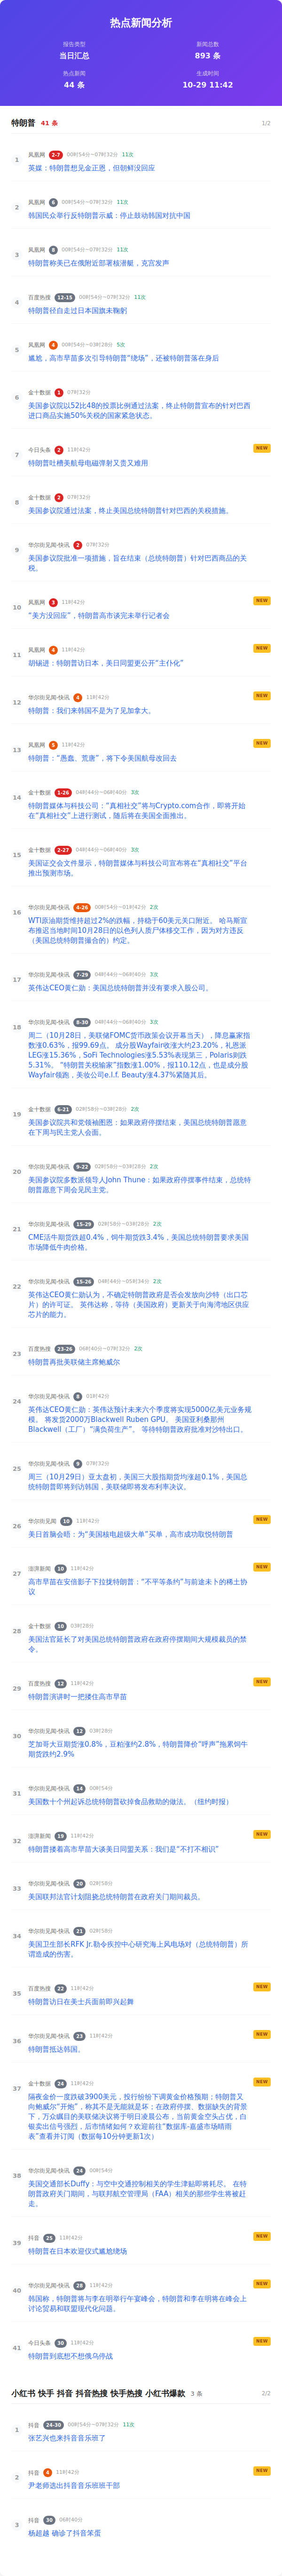 热点新闻分析
报告类型
新闻总数
当日汇总
893 条
热点新闻
生成时间
44 条
10-29 11:42
特朗普 41 条 1/2
1
凤凰网 2-7 00时54分~07时32分 11次
英媒：特朗普想见金正恩，但朝鲜没回应
2
凤凰网 6 00时54分~07时32分 11次
韩国民众举行反特朗普示威：停止鼓动韩国对抗中国
3
凤凰网 8 00时54分~07时32分 11次
特朗普称美已在俄附近部署核潜艇，克宫发声
4
百度热搜 12-15 00时54分~07时32分 11次
特朗普径自走过日本国旗未鞠躬
5
凤凰网 4 00时54分~03时28分 5次
尴尬，高市早苗多次引导特朗普“绕场”，还被特朗普落在身后
6
金十数据 1 07时32分
美国参议院以52比48的投票比例通过法案，终止特朗普宣布的针对巴西
进口商品实施50%关税的国家紧急状态。
7
今日头条 2 11时42分 NEW
特朗普吐槽美航母电磁弹射又贵又难用
8
金十数据 2 07时32分
美国参议院通过法案，终止美国总统特朗普针对巴西的关税措施。
9
华尔街见闻-快讯 2 07时32分
美国参议院批准一项措施，旨在结束（总统特朗普）针对巴西商品的关
税。
10
凤凰网 3 11时42分 NEW
“美方没回应”，特朗普高市谈完未举行记者会
11
凤凰网 4 11时42分 NEW
胡锡进：特朗普访日本，美日同盟更公开“主仆化”
12
华尔街见闻-快讯 4 11时42分 NEW
特朗普：我们来韩国不是为了见加拿大。
13
凤凰网 5 11时42分 NEW
特朗普：“愚蠢、荒唐”，将下令美国航母改回去
14
金十数据 1-26 04时44分~06时40分 3次
特朗普媒体与科技公司：“真相交易”将与Crypto.com合作，即将开始
在“真相交易”上进行测试，随后将在美国全面推出。
15
金十数据 2-27 04时44分~06时40分 3次
美国证交会文件显示，特朗普媒体与科技公司宣布将在“真相交易”平台
推出预测市场。
16
华尔街见闻-快讯 4-26 00时54分~01时42分 2次
WTI原油期货维持超过2%的跌幅，持稳于60美元关口附近。 哈马斯宣
布推迟当地时间10月28日的以色列人质尸体移交工作，因为对方违反
（美国总统特朗普撮合的）约定。
17
华尔街见闻-快讯 7-29 04时44分~06时40分 3次
英伟达CEO黄仁勋：美国总统特朗普并没有要求入股公司。
18
华尔街见闻-快讯 8-30 04时44分~06时40分 3次
周二（10月28日，美联储FOMC货币政策会议开幕当天），降息赢家指
数涨0.63%，报99.69点。 成分股Wayfair收涨大约23.20%，礼恩派
LEG涨15.36%，SoFi Technologies涨5.53%表现第三，Polaris则跌
5.31%。 “特朗普关税输家”指数涨1.00%，报110.12点，也是成分股
Wayfair领跑，美妆公司e.l.f. Beauty涨4.37%紧随其后。
19
金十数据 6-21 02时58分~03时28分 2次
美国参议院共和党领袖图恩：如果政府停摆结束，美国总统特朗普愿意
在下周与民主党人会面。
20
华尔街见闻-快讯 9-22 02时58分~03时28分 2次
美国参议院多数派领导人John Thune：如果政府停摆事件结束，总统特
朗普愿意下周会见民主党。
21
华尔街见闻-快讯 15-29 02时58分~03时28分 2次
CME活牛期货跌超0.4%，饲牛期货跌3.4%，美国总统特朗普要求美国
市场降低牛肉价格。
22
华尔街见闻-快讯 15-26 04时44分~05时34分 2次
英伟达CEO黄仁勋认为，不确定特朗普政府是否会发放向沙特（出口芯
片）的许可证。 英伟达称，等待（美国政府）更新关于向海湾地区供应
芯片的能力。
23
百度热搜 23-26 06时40分~07时32分 2次
特朗普再批美联储主席鲍威尔
24
华尔街见闻-快讯 8 01时42分
英伟达CEO黄仁勋：英伟达预计未来六个季度将实现5000亿美元业务规
模。 将发货2000万Blackwell Ruben GPU。 美国亚利桑那州
Blackwell（工厂）“满负荷生产”。 等待特朗普政府批准对沙特出口。
25
华尔街见闻-快讯 9 07时32分
周三（10月29日）亚太盘初，美国三大股指期货均涨超0.1%，美国总
统特朗普即将到访韩国，美联储即将发布利率决议。
26
华尔街见闻 10 11时42分 NEW
美日首脑会晤：为“美国核电超级大单”买单，高市成功取悦特朗普
27
澎湃新闻 10 11时42分 NEW
高市早苗在安倍影子下拉拢特朗普：“不平等条约”与前途未卜的稀土协
议
28
金十数据 10 03时28分
美国法官延长了对美国总统特朗普政府在政府停摆期间大规模裁员的禁
令。
29
百度热搜 12 11时42分 NEW
特朗普演讲时一把搂住高市早苗
30
华尔街见闻-快讯 12 03时28分
芝加哥大豆期货涨0.8%，豆粕涨约2.8%，特朗普降价“呼声”拖累饲牛
期货跌约2.9%
31
华尔街见闻-快讯 14 00时54分
美国数十个州起诉总统特朗普砍掉食品救助的做法。（纽约时报）
32
澎湃新闻 19 11时42分 NEW
特朗普搂着高市早苗大谈美日同盟关系：我们是“不打不相识”
33
华尔街见闻-快讯 20 02时58分
美国联邦法官计划阻挠总统特朗普在政府关门期间裁员。
34
华尔街见闻-快讯 21 02时58分
美国卫生部长RFK Jr.勒令疾控中心研究海上风电场对（总统特朗普）所
谓造成的伤害。
35
百度热搜 22 11时42分 NEW
特朗普访日在美士兵面前即兴起舞
36
华尔街见闻-快讯 23 11时42分 NEW
特朗普抵达韩国。
37
金十数据 24 11时42分 NEW
隔夜金价一度跌破3900美元，投行纷纷下调黄金价格预期；特朗普又
向鲍威尔“开炮”，称其不是无能就是坏；在政府停摆、数据缺失的背景
下，万众瞩目的美联储决议将于明日凌晨公布，当前黄金空头占优，白
银卖出信号强烈，后市情绪如何？欢迎前往“数据库-嘉盛市场晴雨
表”查看并订阅（数据每10分钟更新1次）
38
华尔街见闻-快讯 24 00时54分
美国交通部长Duffy：与空中交通控制相关的学生津贴即将耗尽。 在特
朗普政府关门期间，与联邦航空管理局（FAA）相关的那些学生将被赶
走。
39
抖音 25 11时42分 NEW
特朗普在日本欢迎仪式尴尬绕场
40
华尔街见闻-快讯 28 11时42分 NEW
韩国称，特朗普将与李在明举行午宴峰会，特朗普和李在明将在峰会上
讨论贸易和联盟现代化问题。
41
今日头条 30 11时42分 NEW
特朗普到底想不想俄乌停战
小红书 快手 抖音 抖音热搜 快手热搜 小红书爆款 3 条 2/2
1
抖音 24-30 00时54分~07时32分 11次
张艺兴也来抖音音乐班了
2
抖音 4 11时42分 NEW
尹老师选出抖音音乐班班干部
3
抖音 30 06时40分
杨超越 确诊了抖音笨蛋